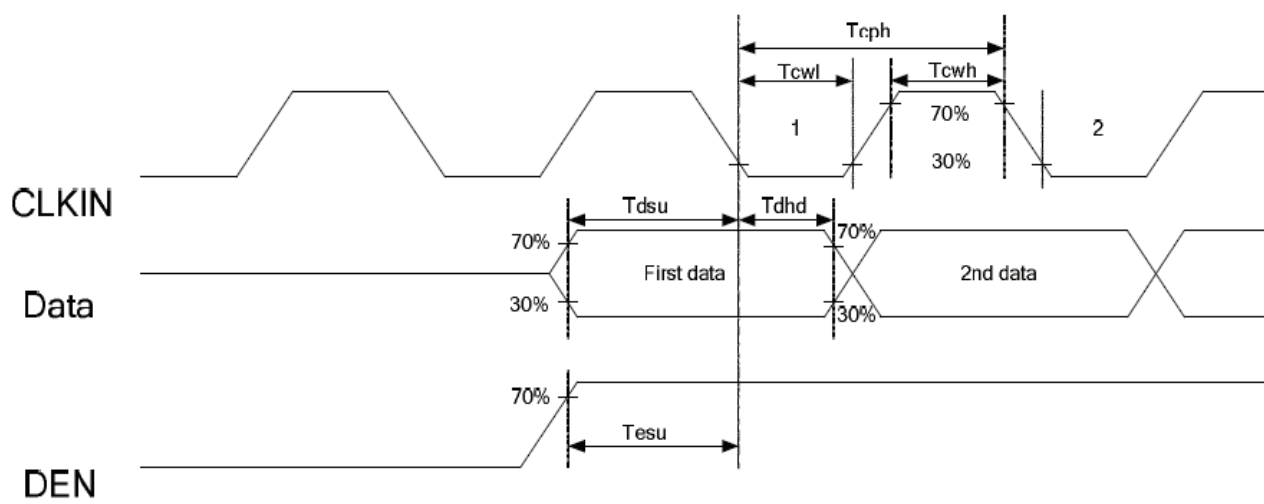 Tcph
Tcwl
Tcwh
1
70%
2
30%
CLKIN
Tdsu
Tdhd
70%
70%
First data
2nd data
Data
30%
30%
70%
Tesu
DEN